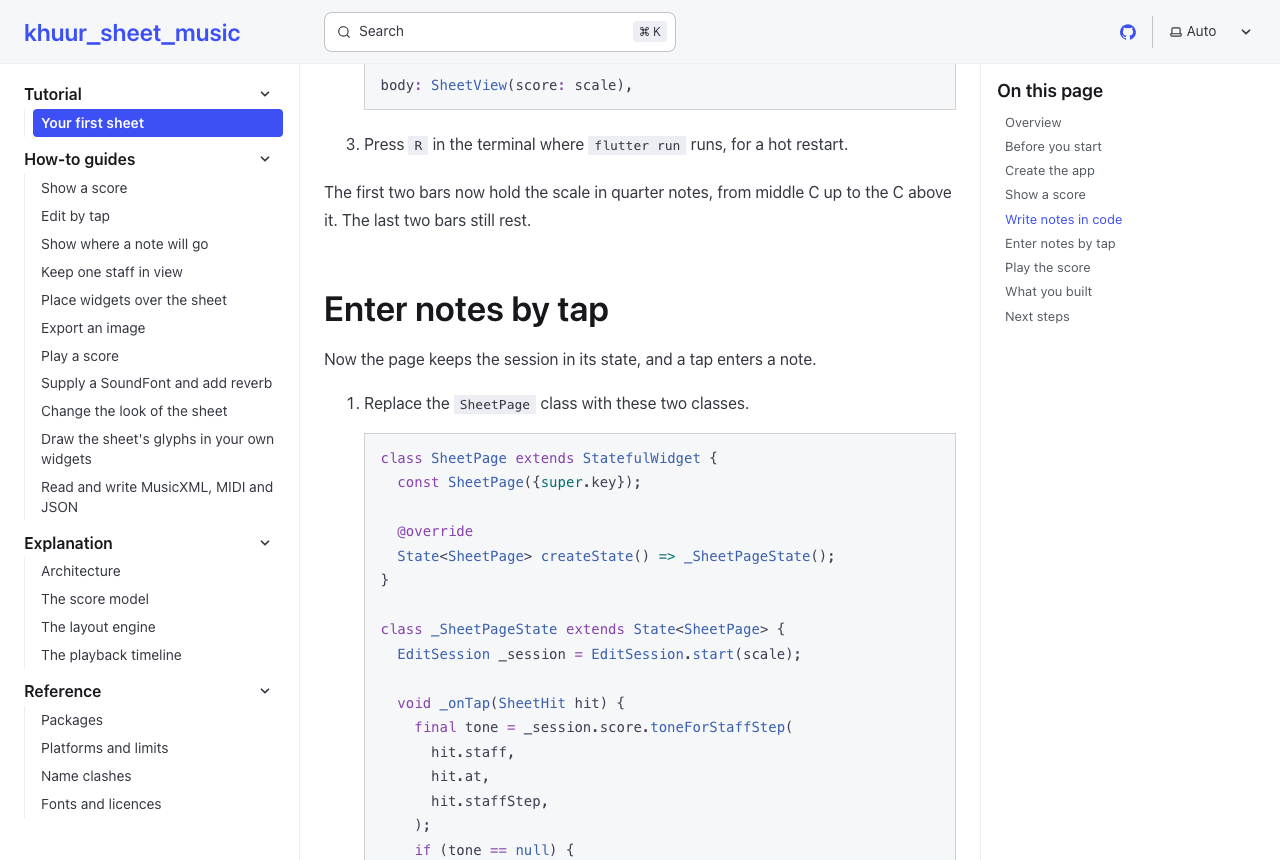 khuur_sheet_music
Search
⌘ K
Auto
Tutorial
Your first sheet
How-to guides
Show a score
Edit by tap
Show where a note will go
Keep one staff in view
Place widgets over the sheet
Export an image
Play a score
Supply a SoundFont and add reverb
Change the look of the sheet
Draw the sheet's glyphs in your own
widgets
Read and write MusicXML, MIDI and
JSON
Explanation
Architecture
The score model
The layout engine
The playback timeline
Reference
Packages
Platforms and limits
Name clashes
Fonts and licences
body: SheetView(score: scale),
3. Press R in the terminal where flutter run runs, for a hot restart.
The first two bars now hold the scale in quarter notes, from middle C up to the C above
it. The last two bars still rest.
Enter notes by tap
Now the page keeps the session in its state, and a tap enters a note.
1. Replace the SheetPage class with these two classes.
class SheetPage extends StatefulWidget {
  const SheetPage({super.key});

  @override
  State<SheetPage> createState() => _SheetPageState();
}

class _SheetPageState extends State<SheetPage> {
  EditSession _session = EditSession.start(scale);

  void _onTap(SheetHit hit) {
    final tone = _session.score.toneForStaffStep(
      hit.staff,
      hit.at,
      hit.staffStep,
    );
    if (tone == null) {
On this page
Overview
Before you start
Create the app
Show a score
Write notes in code
Enter notes by tap
Play the score
What you built
Next steps